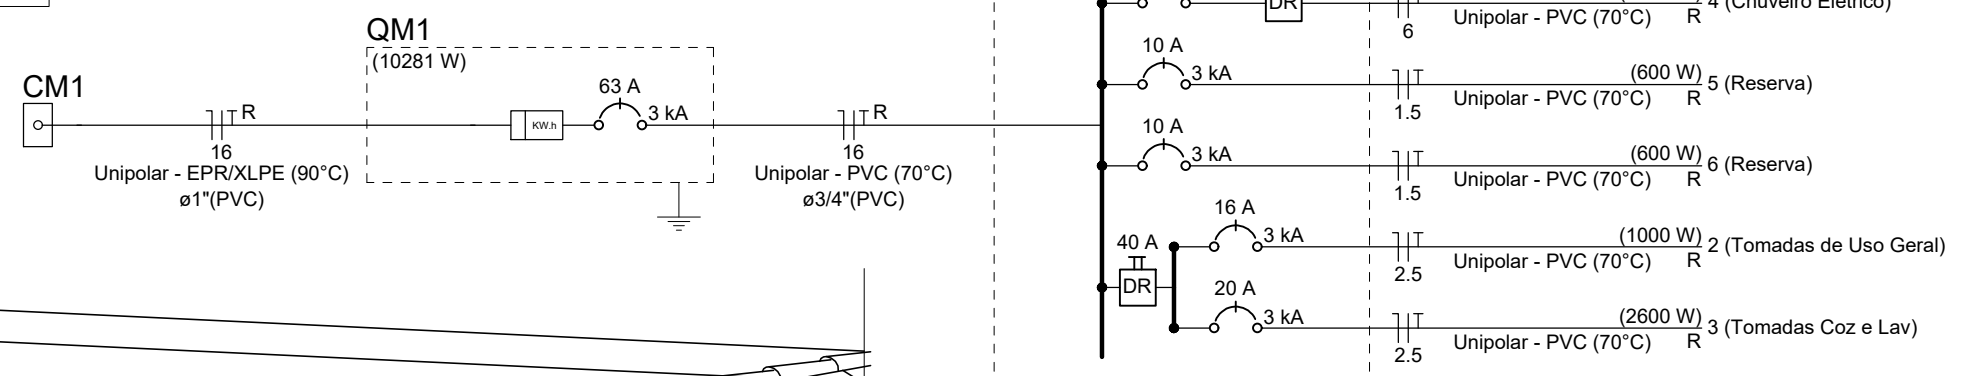 CM1
R
16
Unipolar - EPR/XLPE (90°C)
ø1"(PVC)
QM1
(10281 W)
KW.h
63 A
3 kA
R
16
Unipolar - PVC (70°C)
ø3/4"(PVC)
DR
6
Unipolar - PVC (70°C)
R
4 (Chuveiro Elétrico)
10 A
3 kA
1.5
(600 W)
Unipolar - PVC (70°C)
R
5 (Reserva)
10 A
3 kA
1.5
(600 W)
Unipolar - PVC (70°C)
R
6 (Reserva)
40 A
DR
16 A
3 kA
2.5
(1000 W)
Unipolar - PVC (70°C)
R
2 (Tomadas de Uso Geral)
20 A
3 kA
2.5
(2600 W)
Unipolar - PVC (70°C)
R
3 (Tomadas Coz e Lav)